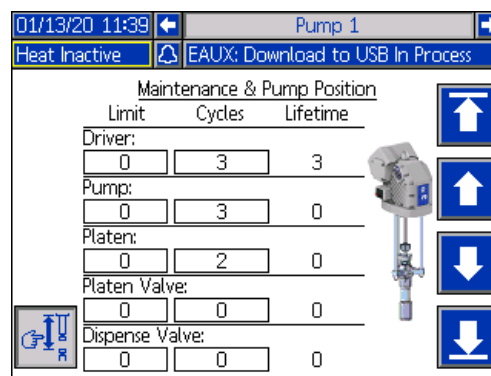 01/13/20 11:39 Pump 1
Heat Inactive EAUX: Download to USB In Process
Maintenance & Pump Position
Limit Cycles Lifetime
Driver:
0 3 3
Pump:
0 3 0
Platen:
0 2 0
Platen Valve:
0 0 0
Dispense Valve:
0 0 0